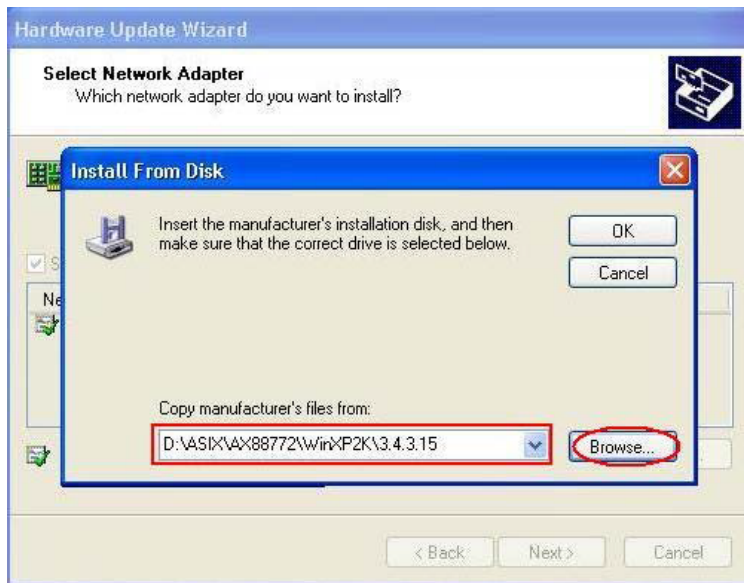 Hardware Update Wizard
Select Network Adapter
Which network adapter do you want to install?
Install From Disk
Insert the manufacturer's installation disk, and then
make sure that the correct drive is selected below.
OK
Cancel
S
Ne
Copy manufacturer's files from:
D:\ASIX\AX88772\WinXP2K\3.4.3.15
Browse...
< Back
Next >
Cancel